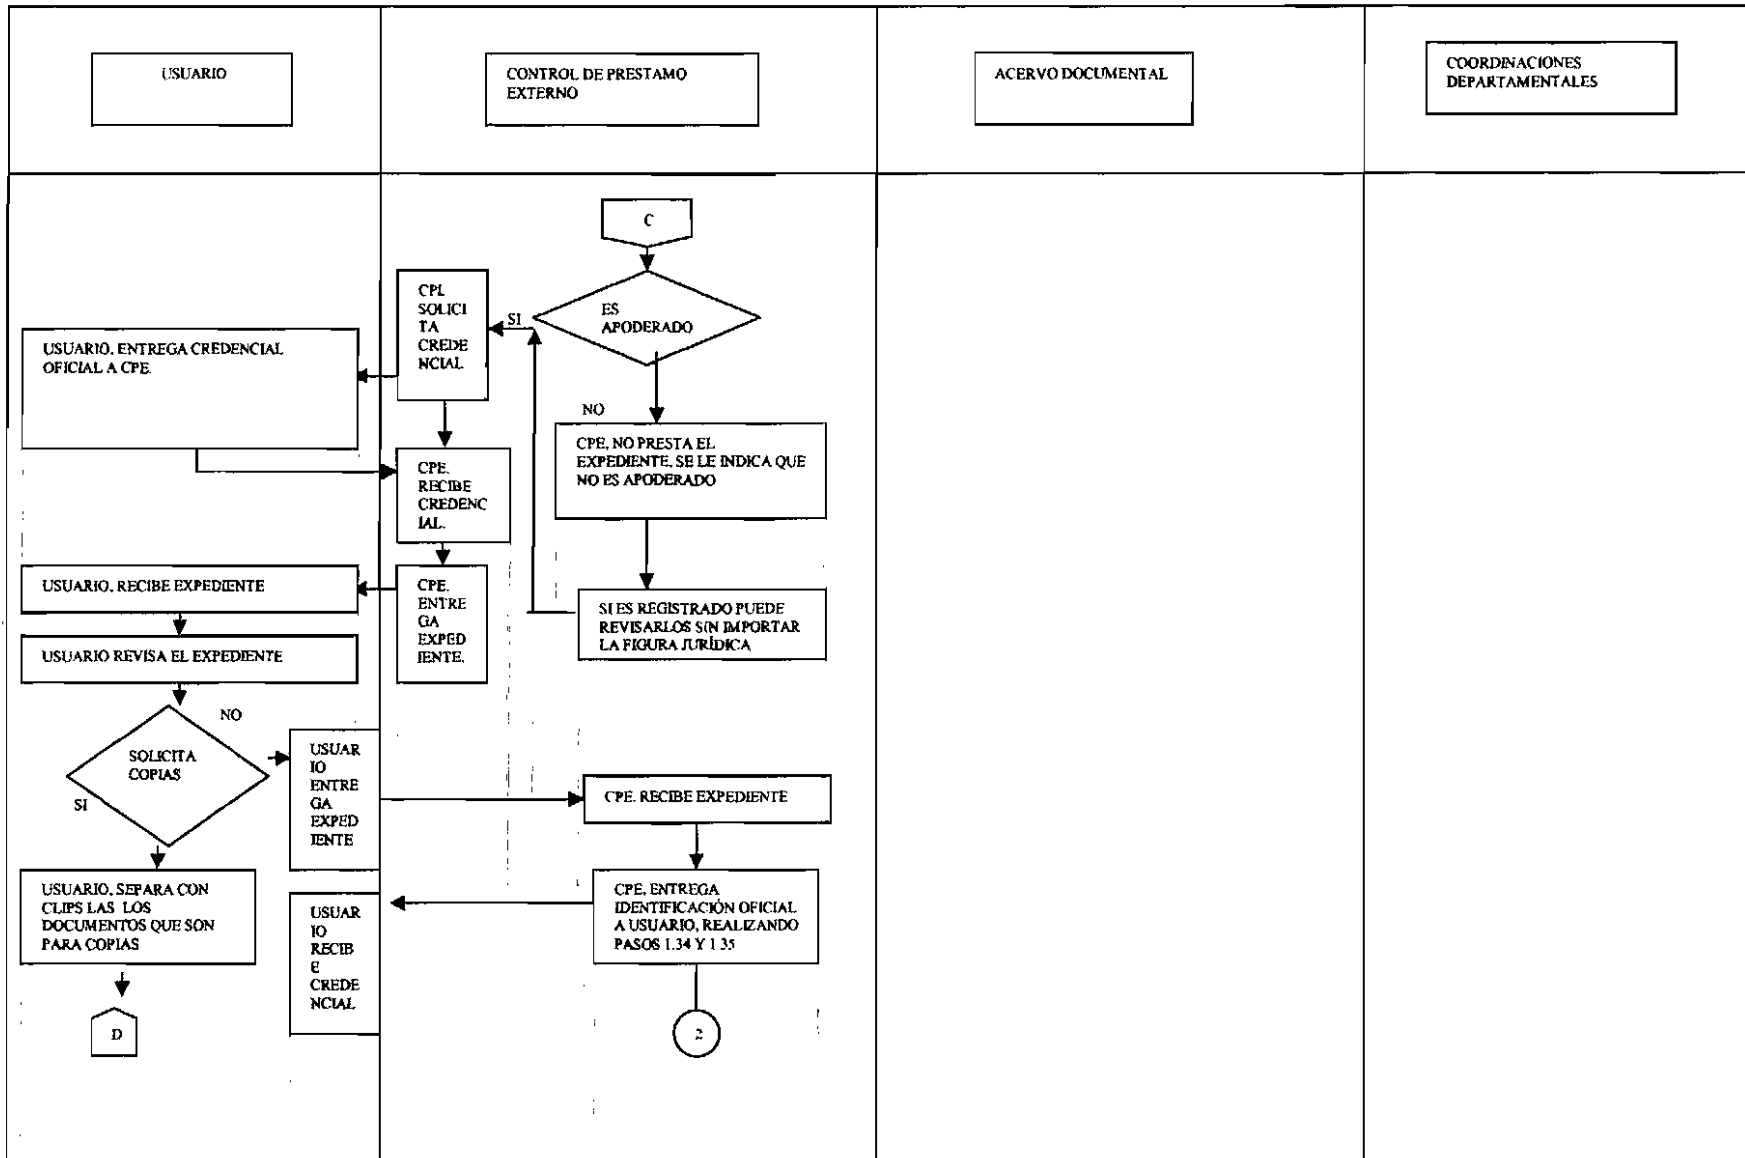 USUARIO
CONTROL DE PRESTAMO
EXTERNO
ACERVO DOCUMENTAL
COORDINACIONES
DEPARTAMENTALES
C
ES
APODERADO
SI
NO
CPE
SOLICI
TA
CREDE
NCIAL
USUARIO, ENTREGA CREDENCIAL
OFICIAL A CPE.
CPE, NO PRESTA EL
EXPEDIENTE, SE LE INDICA QUE
NO ES APODERADO
CPE.
RECIBE
CREDENC
IAL.
SI ES REGISTRADO PUEDE
REVISARLOS SIN IMPORTAR
LA FIGURA JURÍDICA
CPE.
ENTRE
GA
EXPED
IENTE.
USUARIO, RECIBE EXPEDIENTE
USUARIO REVISA EL EXPEDIENTE
SOLICITA
COPIAS
NO
SI
USUAR
IO
ENTRE
GA
EXPED
IENTE
CPE. RECIBE EXPEDIENTE
USUARIO, SEPARA CON
CLIPS LAS LOS
DOCUMENTOS QUE SON
PARA COPIAS
USUAR
IO
RECIB
E
CREDE
NCIAL
CPE, ENTREGA
IDENTIFICACIÓN OFICIAL
A USUARIO, REALIZANDO
PASOS 1.34 Y 1.35
D
2